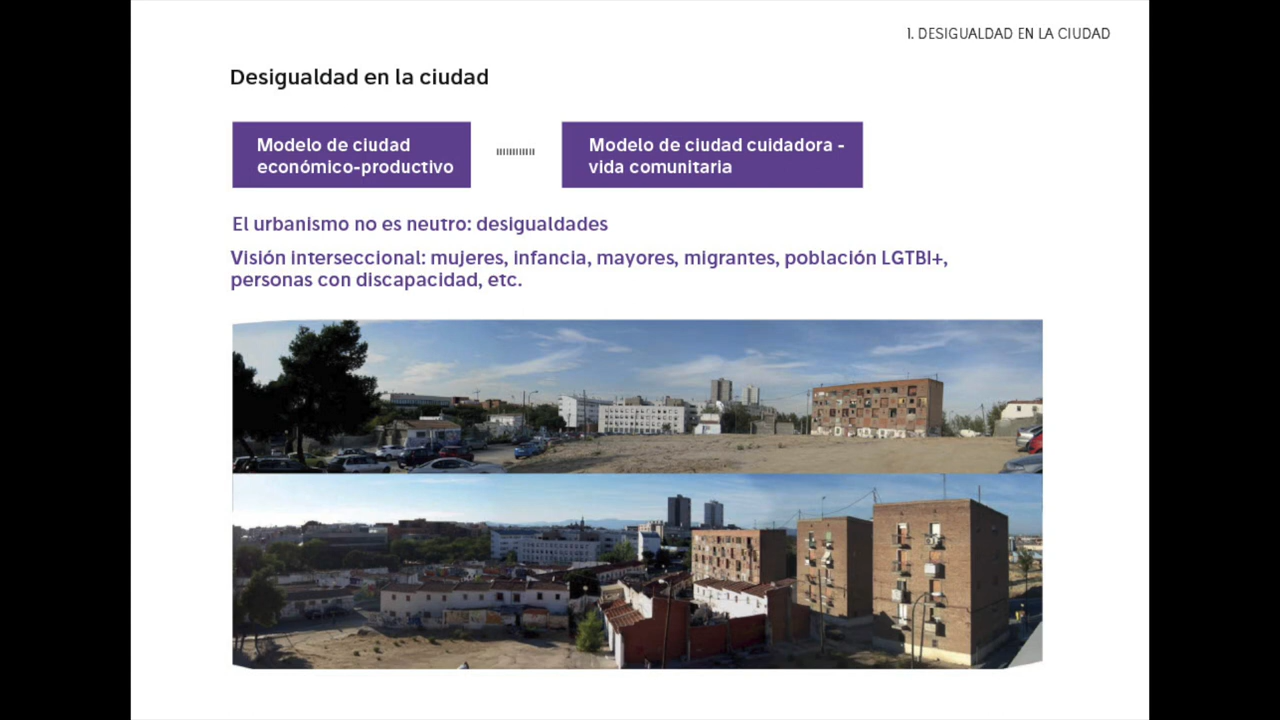 1. DESIGUALDAD EN LA CIUDAD
Desigualdad en la ciudad
Modelo de ciudad
económico-productivo
Modelo de ciudad cuidadora -
vida comunitaria
El urbanismo no es neutro: desigualdades
Visión interseccional: mujeres, infancia, mayores, migrantes, población LGTBI+,
personas con discapacidad, etc.